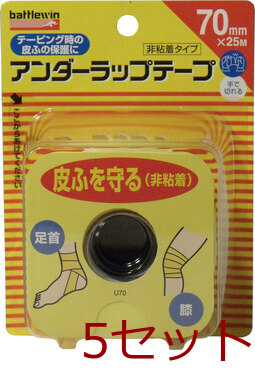 battlewin
テーピング時の
皮ふの保護に
非粘着タイプ
70mm
×25M
アンダーラップテープ
手で
切れる
ここからあけてください
皮ふを守る(非粘着)
足首
膝
U70
5セット